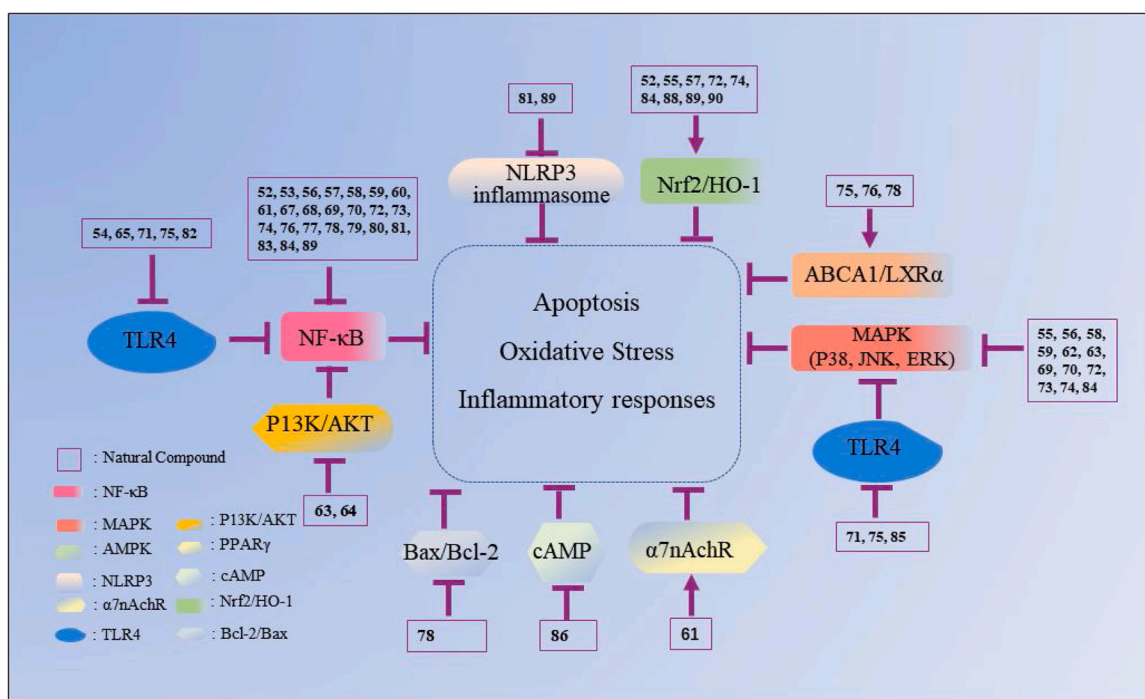 81, 89
52, 55, 57, 72, 74,
84, 88, 89, 90
NLRP3
inflammasome
Nrf2/HO-1
52, 53, 56, 57, 58, 59, 60,
61, 67, 68, 69, 70, 72, 73,
74, 76, 77, 78, 79, 80, 81,
83, 84, 89
75, 76, 78
54, 65, 71, 75, 82
ABCA1/LXRα
TLR4
NF-κB
Apoptosis
Oxidative Stress
Inflammatory responses
MAPK
(P38, JNK, ERK)
55, 56, 58,
59, 62, 63,
69, 70, 72,
73, 74, 84
P13K/AKT
TLR4
63, 64
71, 75, 85
Bax/Bcl-2
cAMP
α7nAchR
78
86
61
: Natural Compound
: NF-κB
: MAPK
: P13K/AKT
: AMPK
: PPARγ
: NLRP3
: cAMP
: α7nAchR
: Nrf2/HO-1
: TLR4
: Bcl-2/Bax